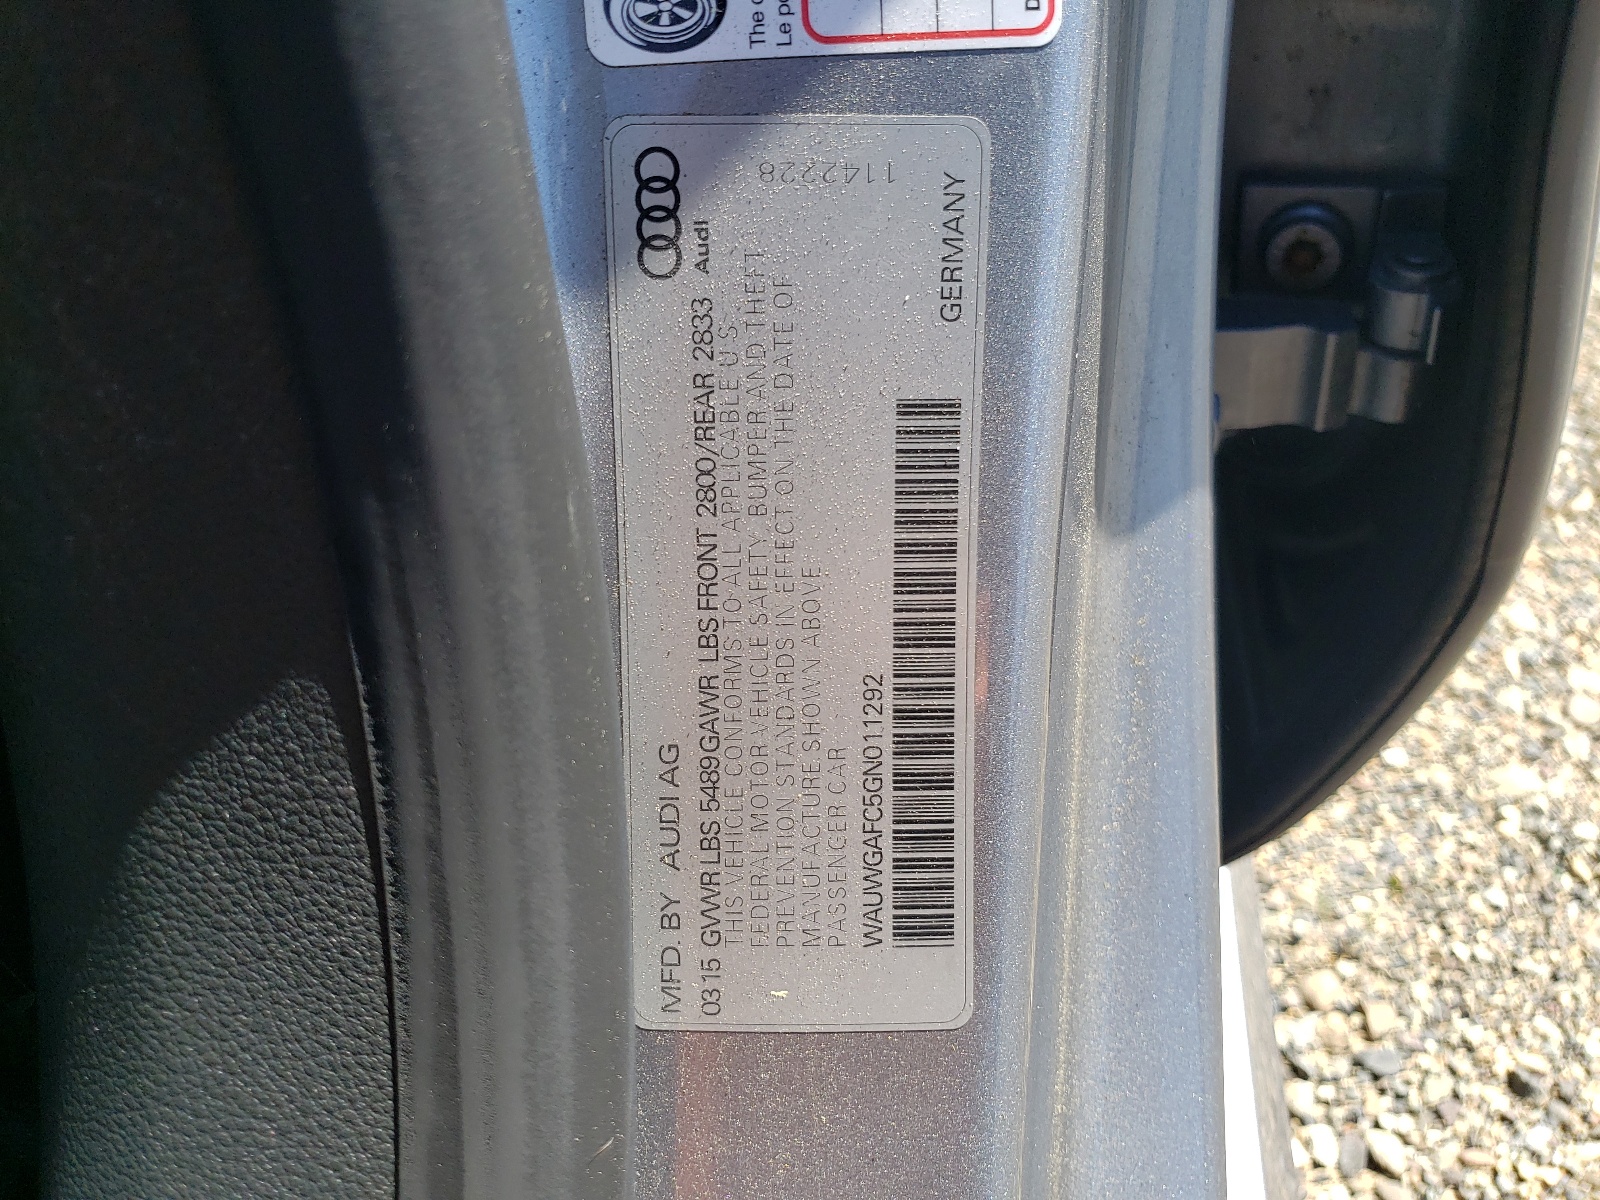 The
Le
D
Audi
MFD. BY AUDI AG
03 15 GVWR LBS 5489 GAWR LBS FRONT 2800/REAR 2833
THIS VEHICLE CONFORMS TO ALL APPLICABLE U.S.
FEDERAL MOTOR VEHICLE SAFETY, BUMPER AND THEFT
PREVENTION STANDARDS IN EFFECT ON THE DATE OF
MANUFACTURE SHOWN ABOVE
PASSENGER CAR
1142228
WAUWGAFC5GN011292
GERMANY